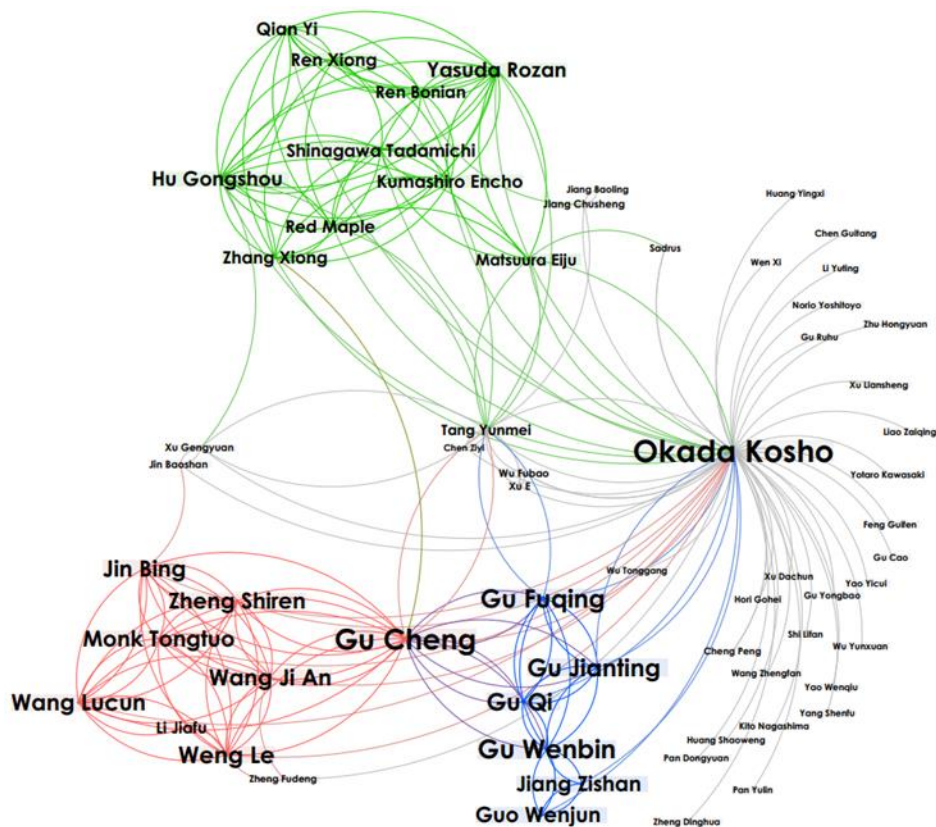 Qian Yi
Ren Xiong
Yasuda Rozan
Ren Bonian
Shinagawa Tadamichi
Hu Gongshou
Kumashiro Encho
Jiang Baoling
Jiang Chusheng
Huang Yingxi
Red Maple
Zhang Xiong
Matsuura Eiju
Sadrus
Chen Guitang
Wen Xi
Li Yuting
Norio Yoshitoyo
Zhu Hongyuan
Gu Ruhu
Xu Liansheng
Tang Yunmei
Liao Zaiqing
Xu Gengyuan
Chen Ziyi
Okada Kosho
Jin Baoshan
Wu Fubao
Xu E
Yotaro Kawasaki
Feng Guifen
Gu Cao
Jin Bing
Wu Tonggang
Xu Dachun
Yao Yicui
Zheng Shiren
Gu Fuqing
Hori Gohei
Gu Yongbao
Monk Tongtuo
Gu Cheng
Shi Lifan
Wu Yunxuan
Cheng Peng
Wang Ji An
Gu Jianting
Wang Zhengfan
Wang Lucun
Gu Qi
Yao Wenqiu
Li Jiafu
Yang Shenfu
Kito Nagashima
Weng Le
Gu Wenbin
Huang Shaoweng
Pan Dongyuan
Zheng Fudeng
Jiang Zishan
Pan Yulin
Guo Wenjun
Zheng Dinghua